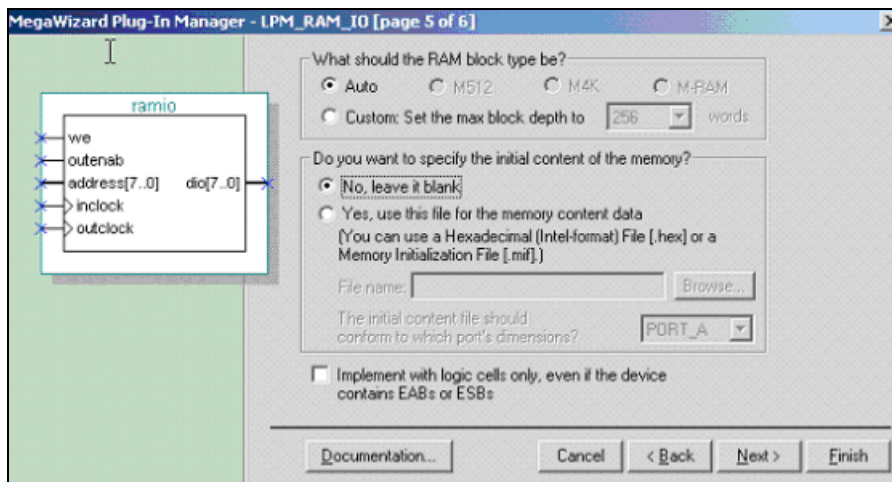 MegaWizard Plug-In Manager - LPM_RAM_IO [page 5 of 6]
ramio
we
outenab
address[7..0] dio[7..0]
inclock
outclock
What should the RAM block type be?
Auto M512 M4K M-RAM
Custom: Set the max block depth to 256 words
Do you want to specify the initial content of the memory?
No, leave it blank
Yes, use this file for the memory content data
(You can use a Hexadecimal (Intel-format) File [.hex] or a
Memory Initialization File [.mif].)
File name: Browse...
The initial content file should
conform to which port's dimensions? PORT_A
Implement with logic cells only, even if the device
contains EABs or ESBs
Documentation... Cancel < Back Next > Finish